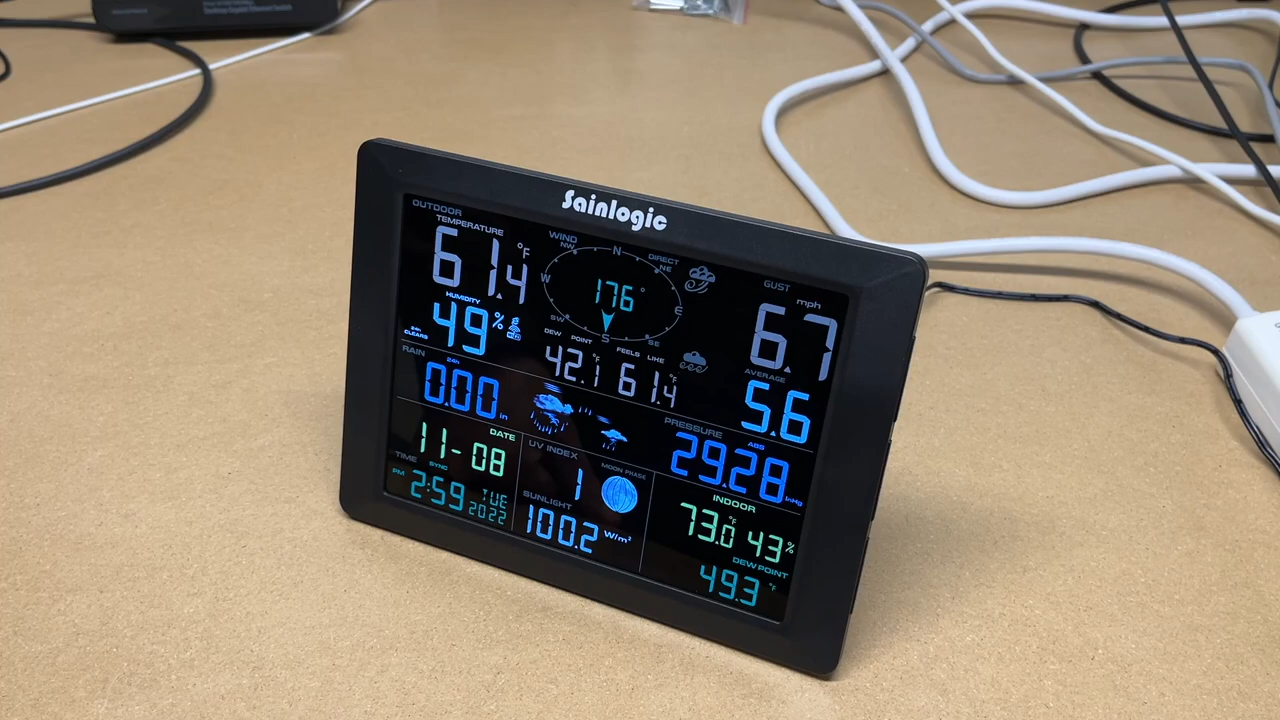 Sainlogic
OUTDOOR
TEMPERATURE
61.4 °F
HUMIDITY
49 %
24h
CLEARS
WIND
DIRECT
N
NE
E
SE
S
SW
W
NW
176°
DEW POINT
42.1 °F
FEELS LIKE
61.4 °F
GUST
mph
6.7
AVERAGE
5.6
RAIN
24h
0.00 in
PRESSURE
ABS
29.28 inHg
DATE
11-08
TIME
SYNC
PM 2:59
TUE
2022
UV INDEX
1
MOON PHASE
SUNLIGHT
100.2 W/m²
INDOOR
73.0 °F 43 %
DEW POINT
49.3 °F